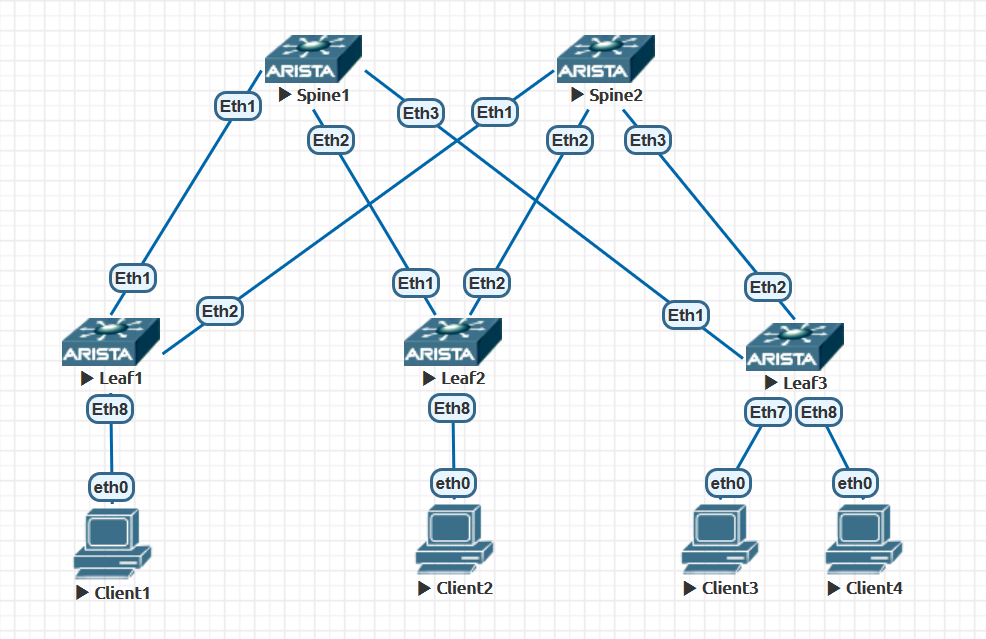 ARISTA
ARISTA
Spine1
Spine2
Eth1
Eth3
Eth1
Eth2
Eth2
Eth3
Eth1
Eth2
Eth1
Eth2
Eth1
Eth2
ARISTA
ARISTA
ARISTA
Leaf1
Leaf2
Leaf3
Eth8
Eth8
Eth7
Eth8
eth0
eth0
eth0
eth0
Client1
Client2
Client3
Client4